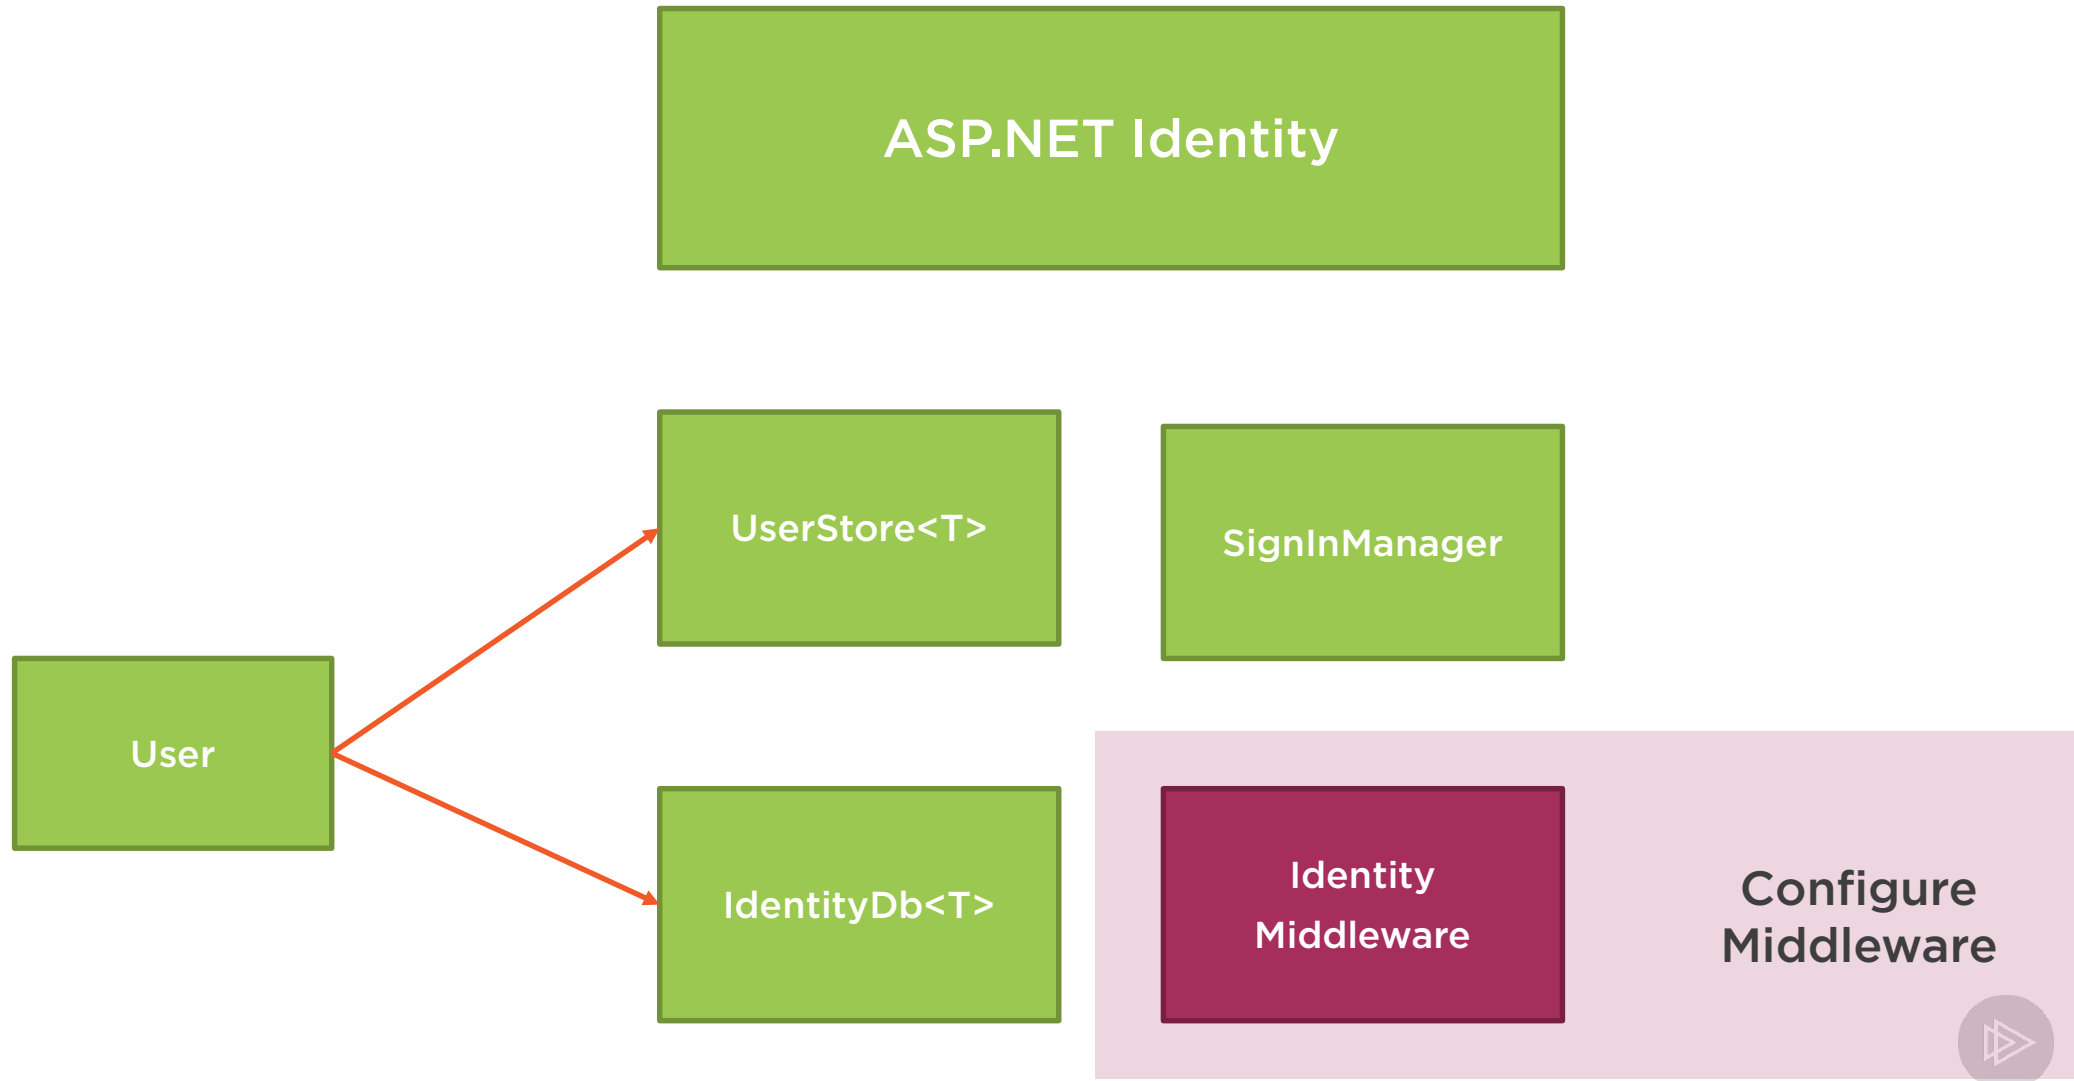 ASP.NET Identity
UserStore<T>
SignInManager
User
IdentityDb<T>
Identity
Middleware
Configure
Middleware